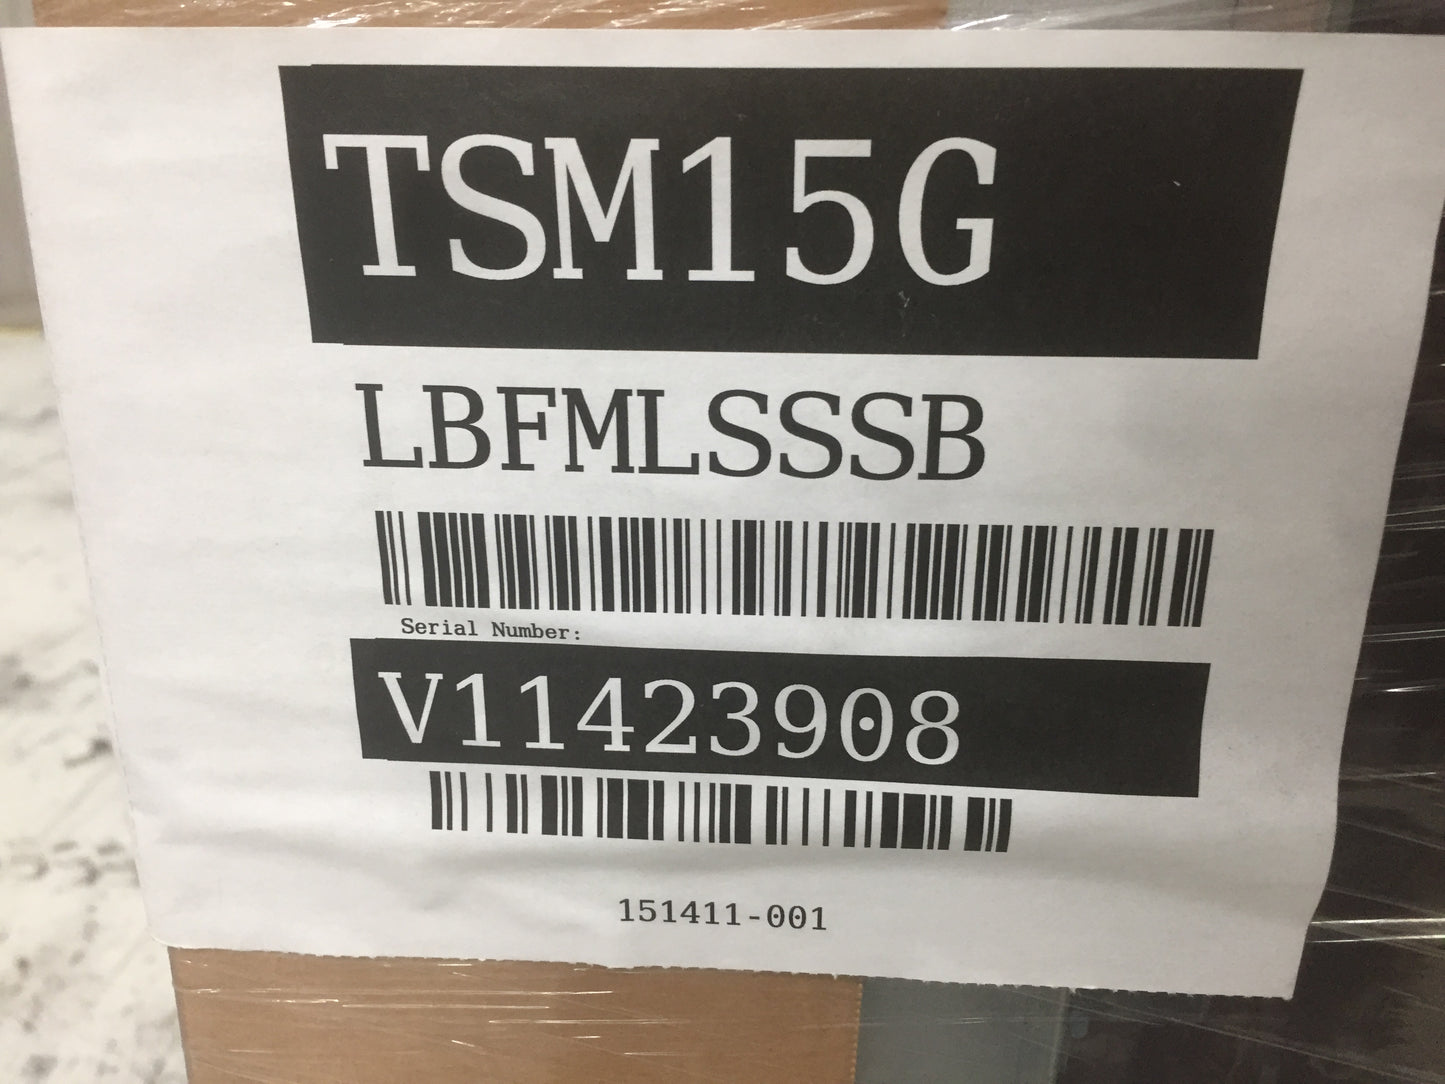 TSM15G
LBFMLSSSB
Serial Number:
V11423908
151411-001